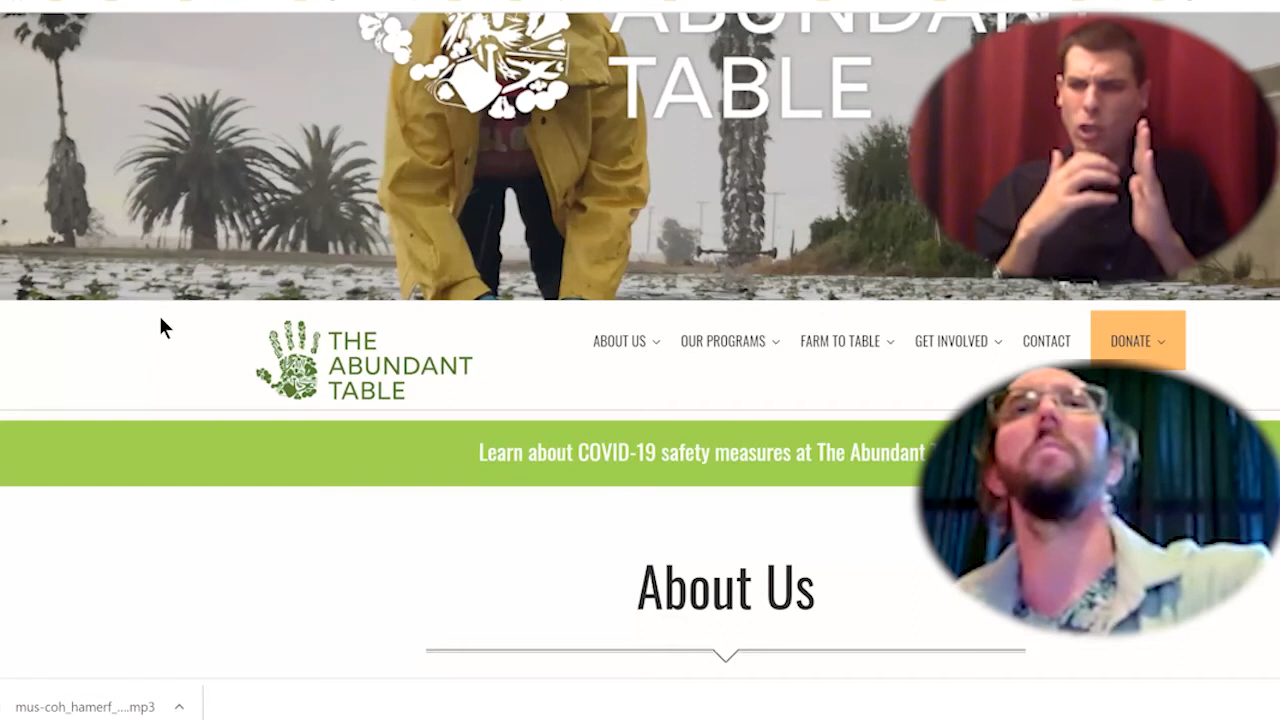 TABLE
THE
ABUNDANT
TABLE
ABOUT US
OUR PROGRAMS
FARM TO TABLE
GET INVOLVED
CONTACT
DONATE
Learn about COVID-19 safety measures at The Abundant
About Us
mus-coh_hamerf_....mp3